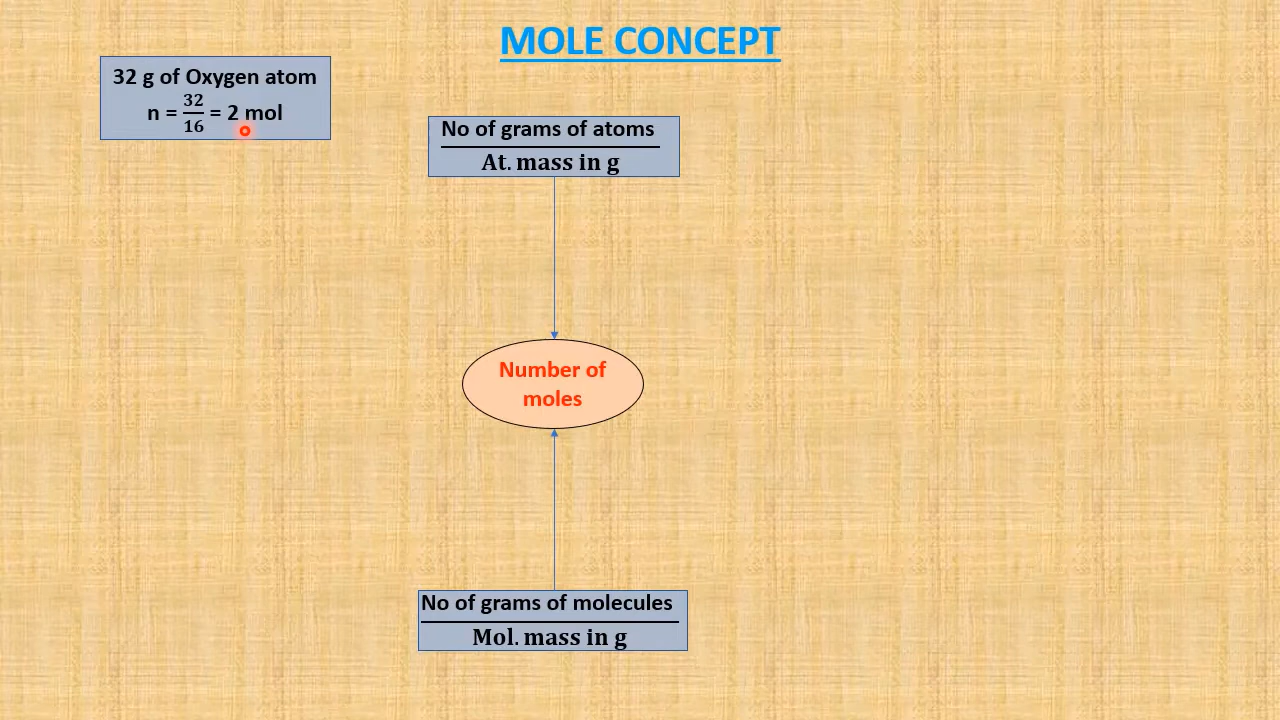 MOLE CONCEPT
32 g of Oxygen atom
n = 32/16 = 2 mol
No of grams of atoms
At. mass in g
Number of
moles
No of grams of molecules
Mol. mass in g